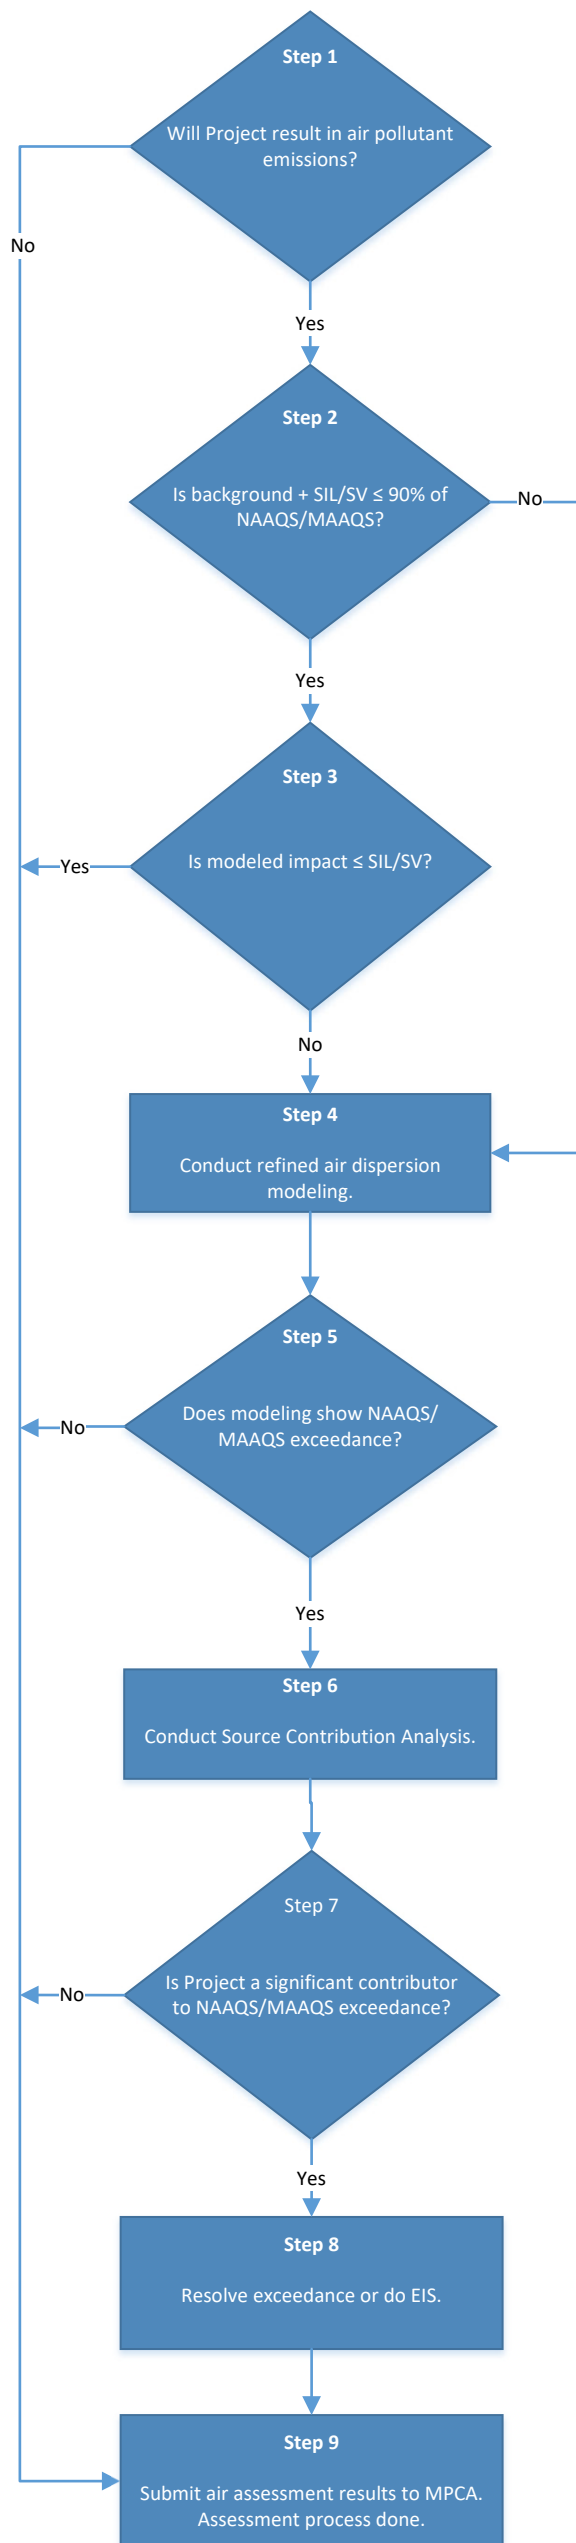 Step 1
Will Project result in air pollutant
emissions?
No
Yes
Step 2
Is background + SIL/SV ≤ 90% of
NAAQS/MAAQS?
No
Yes
Step 3
Is modeled impact ≤ SIL/SV?
Yes
No
Step 4
Conduct refined air dispersion
modeling.
Step 5
Does modeling show NAAQS/
MAAQS exceedance?
No
Yes
Step 6
Conduct Source Contribution Analysis.
Step 7
Is Project a significant contributor
to NAAQS/MAAQS exceedance?
No
Yes
Step 8
Resolve exceedance or do EIS.
Step 9
Submit air assessment results to MPCA.
Assessment process done.